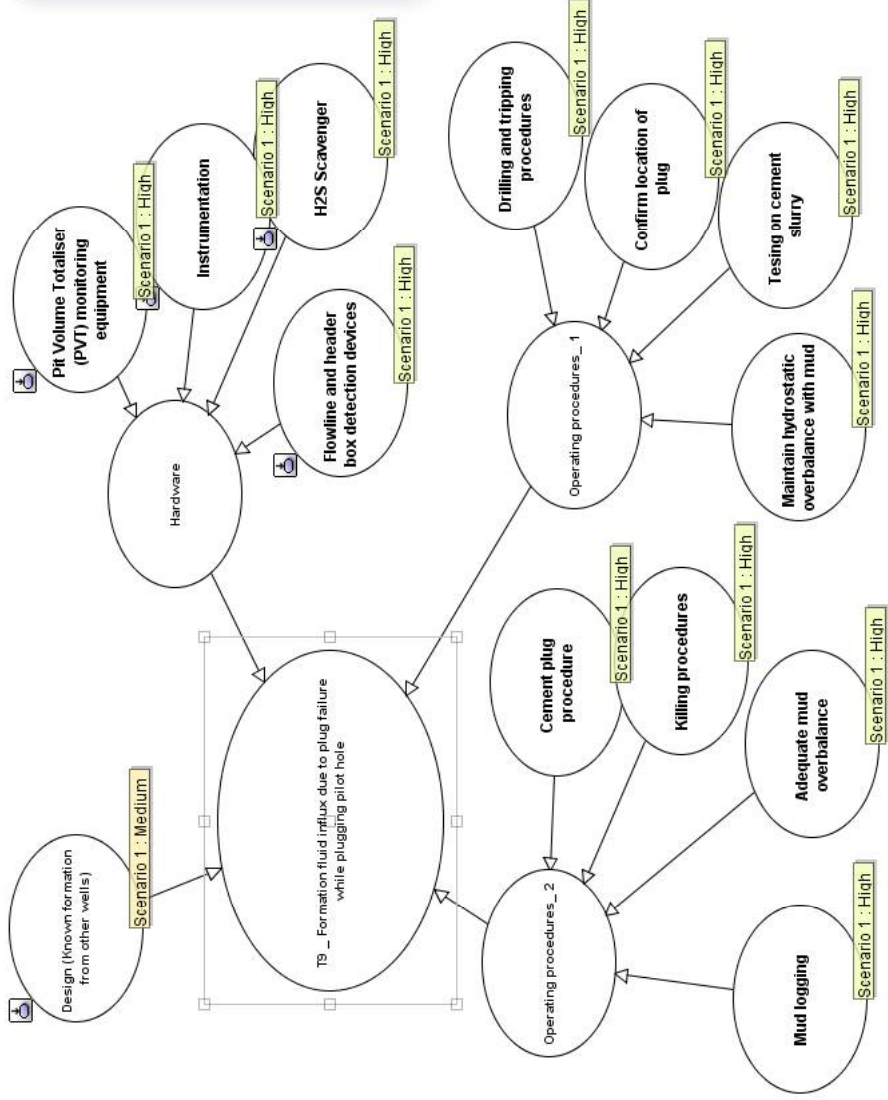 Design (Known formation
from other wells)
Scenario 1 : Medium
T9 _ Formation fluid influx due to plug failure
while plugging pilot hole
Hardware
Pit Volume Totaliser
(PVT) monitoring
equipment
Scenario 1 : High
Instrumentation
Scenario 1 : High
H2S Scavenger
Scenario 1 : High
Flowline and header
box detection devices
Scenario 1 : High
Operating procedures_ 1
Drilling and tripping
procedures
Scenario 1 : High
Confirm location of
plug
Scenario 1 : High
Tesing on cement
slurry
Scenario 1 : High
Maintain hydrostatic
overbalance with mud
Scenario 1 : High
Operating procedures_ 2
Cement plug
procedure
Scenario 1 : High
Killing procedures
Scenario 1 : High
Adequate mud
overbalance
Scenario 1 : High
Mud logging
Scenario 1 : High